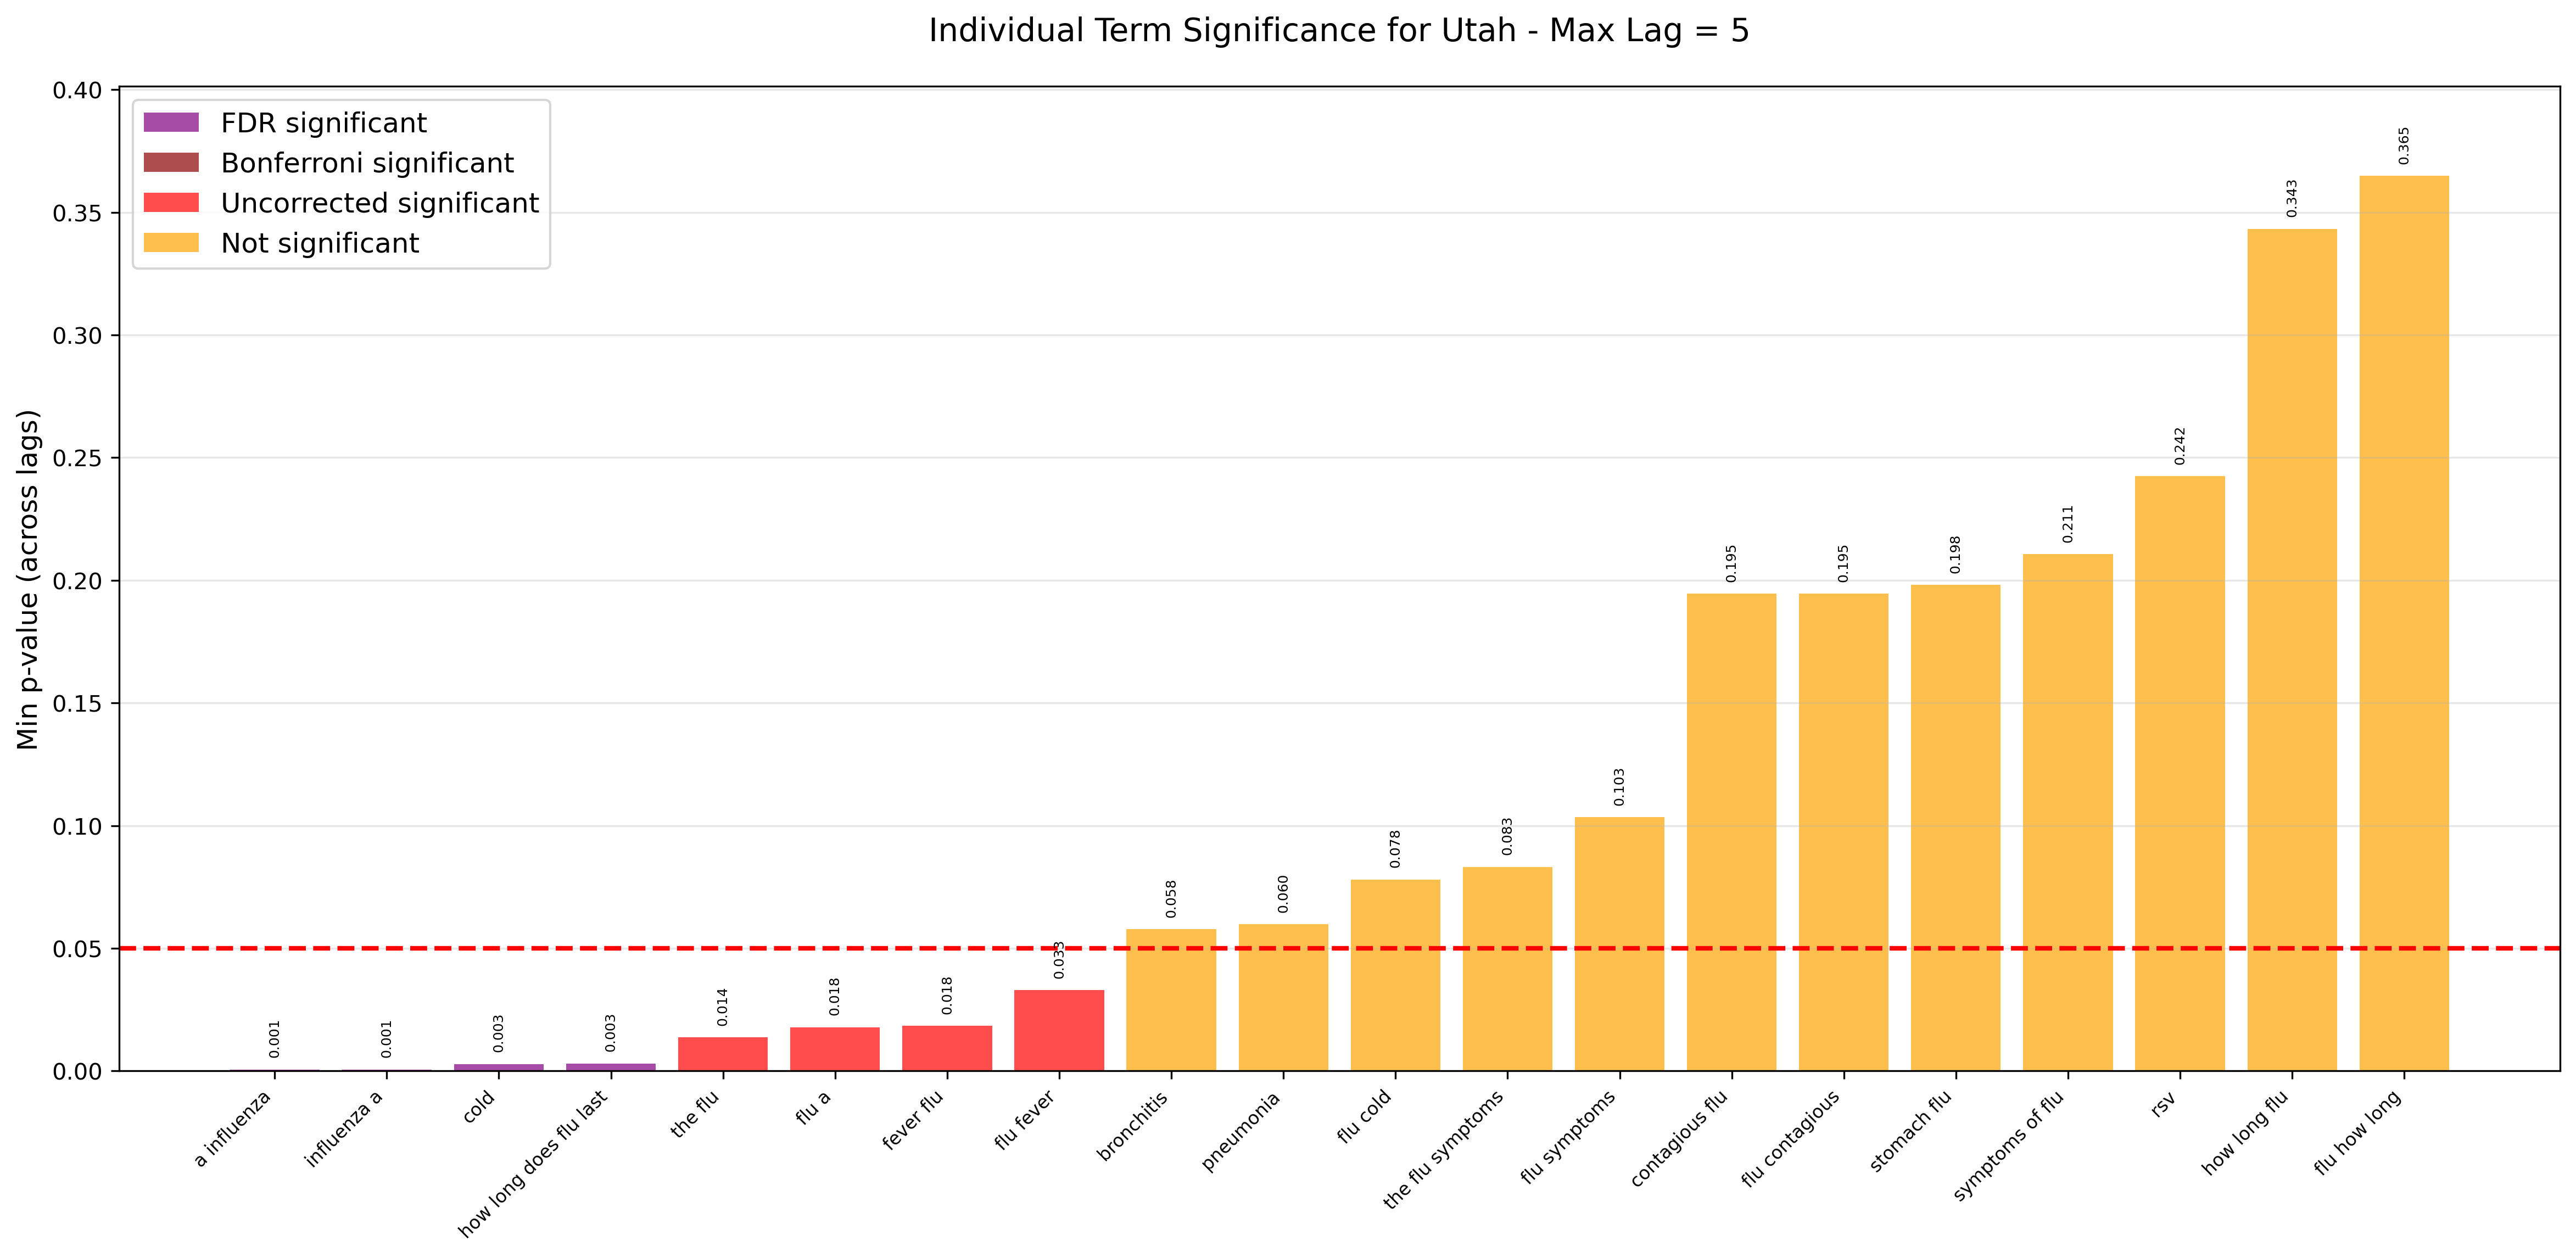 Individual Term Significance for Utah - Max Lag = 5
Min p-value (across lags)
0.40
0.35
0.30
0.25
0.20
0.15
0.10
0.05
0.00
FDR significant
Bonferroni significant
Uncorrected significant
Not significant
0.001
0.001
0.003
0.003
0.014
0.018
0.018
0.033
0.058
0.060
0.078
0.083
0.103
0.195
0.195
0.198
0.211
0.242
0.343
0.365
a influenza
influenza a
cold
how long does flu last
the flu
flu a
fever flu
flu fever
bronchitis
pneumonia
flu cold
the flu symptoms
flu symptoms
contagious flu
flu contagious
stomach flu
symptoms of flu
rsv
how long flu
flu how long